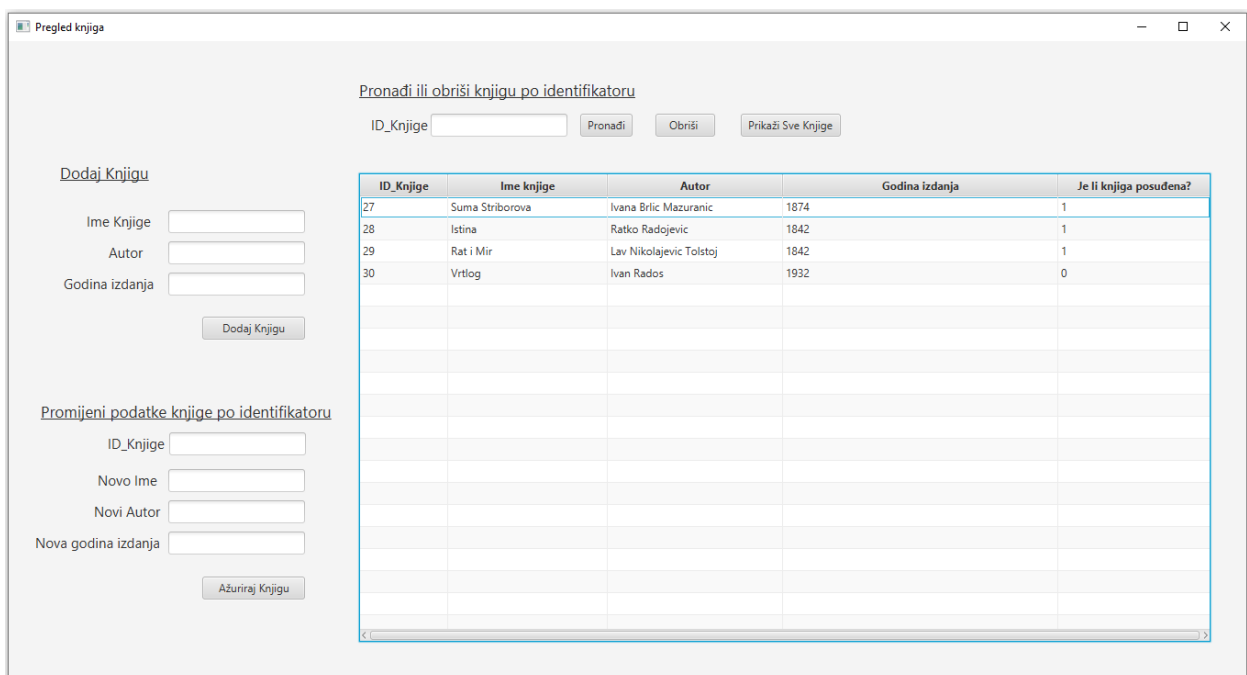 Pregled knjiga
Pronađi ili obriši knjigu po identifikatoru
ID_Knjige Pronađi Obriši Prikaži Sve Knjige
Dodaj Knjigu
Ime Knjige
Autor
Godina izdanja
Dodaj Knjigu
Promijeni podatke knjige po identifikatoru
ID_Knjige
Novo Ime
Novi Autor
Nova godina izdanja
Ažuriraj Knjigu
ID_Knjige Ime knjige Autor Godina izdanja Je li knjiga posuđena?
27 Suma Striborova Ivana Brlic Mazuranic 1874 1
28 Istina Ratko Radojevic 1842 1
29 Rat i Mir Lav Nikolajevic Tolstoj 1842 1
30 Vrtlog Ivan Rados 1932 0